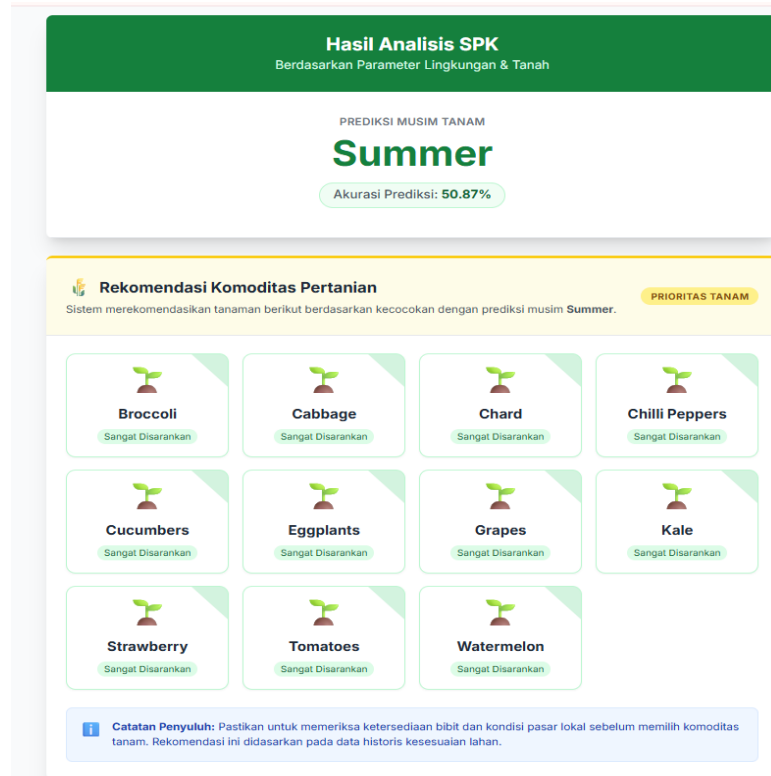 Hasil Analisis SPK
Berdasarkan Parameter Lingkungan & Tanah
PREDIKSI MUSIM TANAM
Summer
Akurasi Prediksi: 50.87%
Rekomendasi Komoditas Pertanian
Sistem merekomendasikan tanaman berikut berdasarkan kecocokan dengan prediksi musim Summer.
PRIORITAS TANAM
Broccoli
Sangat Disarankan
Cabbage
Sangat Disarankan
Chard
Sangat Disarankan
Chilli Peppers
Sangat Disarankan
Cucumbers
Sangat Disarankan
Eggplants
Sangat Disarankan
Grapes
Sangat Disarankan
Kale
Sangat Disarankan
Strawberry
Sangat Disarankan
Tomatoes
Sangat Disarankan
Watermelon
Sangat Disarankan
Catatan Penyuluh: Pastikan untuk memeriksa ketersediaan bibit dan kondisi pasar lokal sebelum memilih komoditas
tanam. Rekomendasi ini didasarkan pada data historis kesesuaian lahan.